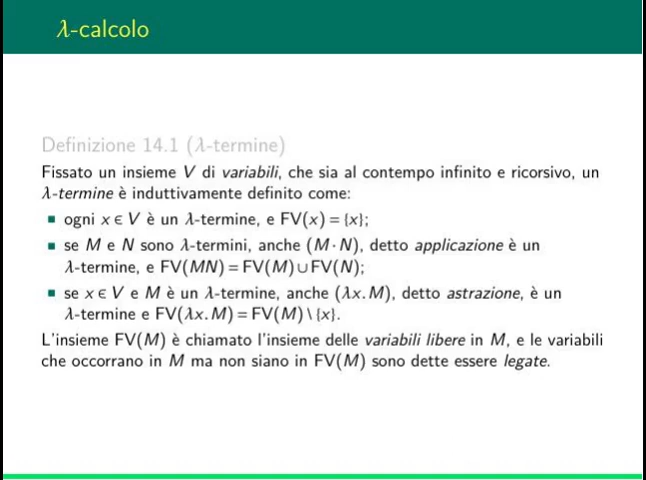 λ-calcolo
Definizione 14.1 (λ-termine)
Fissato un insieme V di variabili, che sia al contempo infinito e ricorsivo, un
λ-termine è induttivamente definito come:
ogni x ∈ V è un λ-termine, e FV(x) = {x};
se M e N sono λ-termini, anche (M · N), detto applicazione è un
λ-termine, e FV(MN) = FV(M) ∪ FV(N);
se x ∈ V e M è un λ-termine, anche (λx. M), detto astrazione, è un
λ-termine e FV(λx. M) = FV(M) \ {x}.
L'insieme FV(M) è chiamato l'insieme delle variabili libere in M, e le variabili
che occorrano in M ma non siano in FV(M) sono dette essere legate.